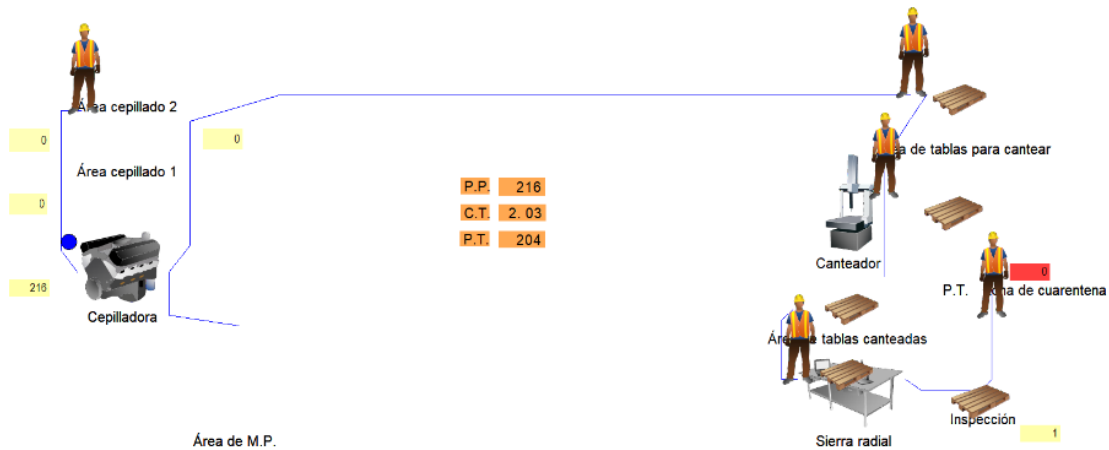 Área cepillado 2
0
0
Área cepillado 1
0
216
Cepilladora
P.P. 216
C.T. 2. 03
P.T. 204
de tablas para cantear
Canteador
0
P.T.
de cuarentena
de tablas canteadas
Inspección
1
Sierra radial
Área de M.P.